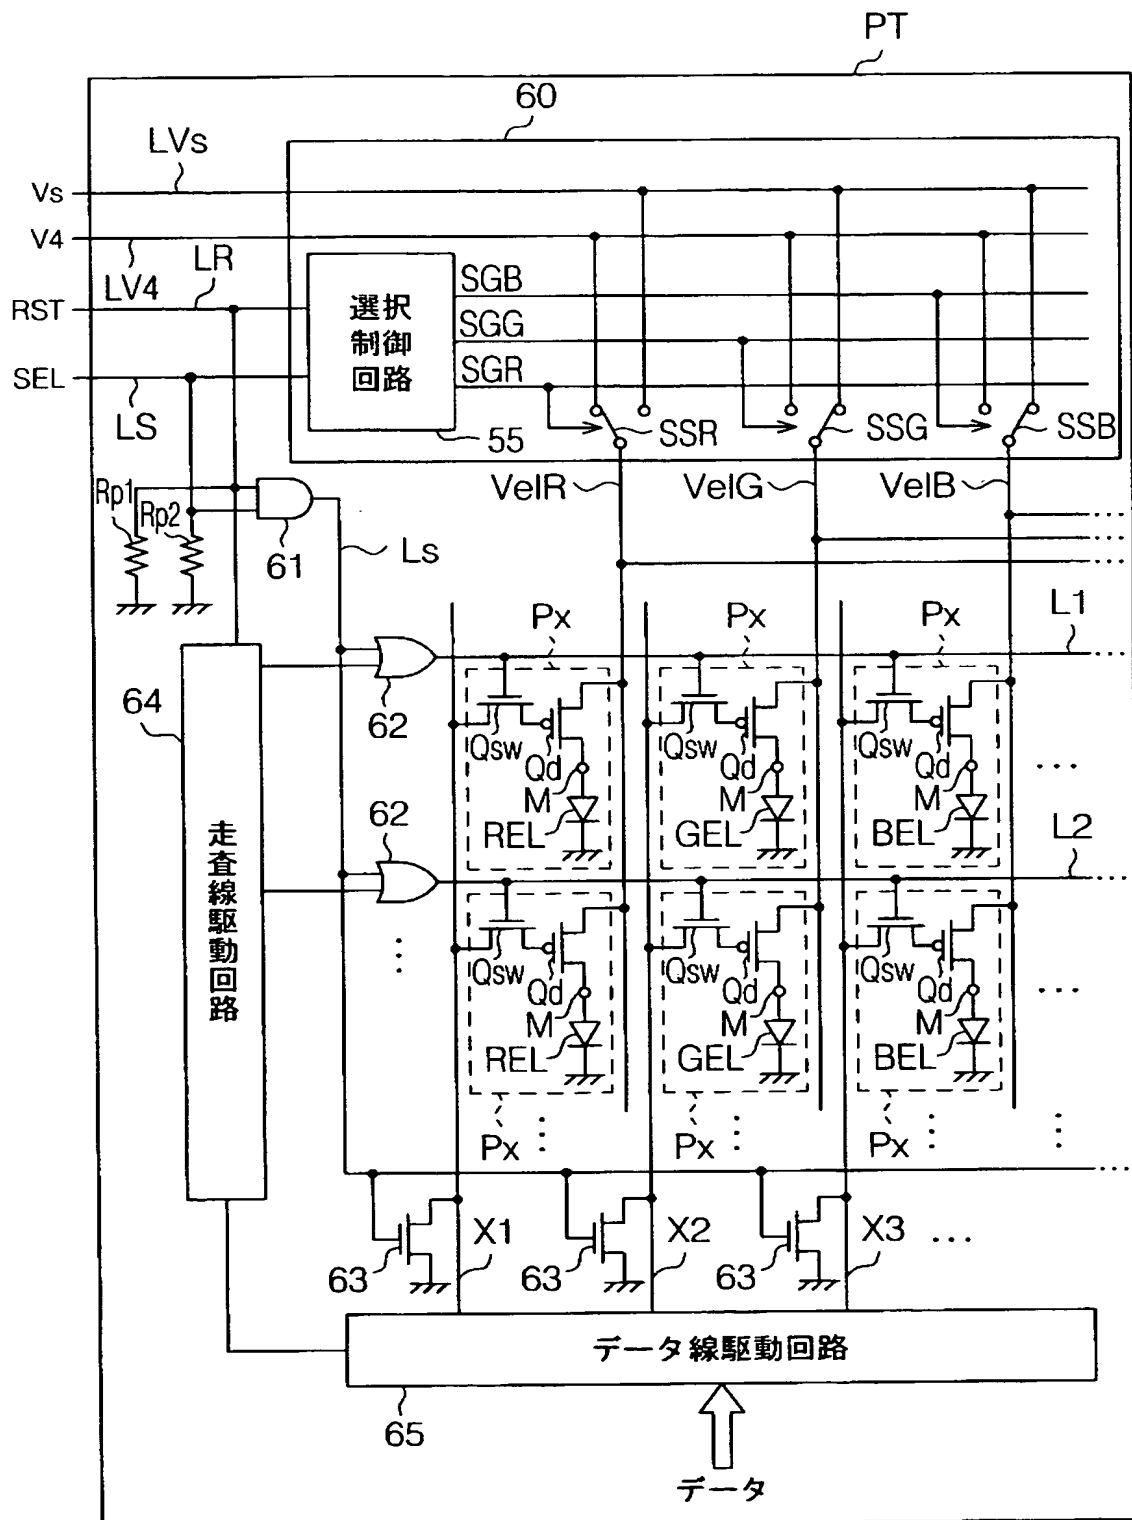 PT
60
LVs
Vs
V4
LV4
LR
RST
SEL
LS
選択
制御
回路
55
SGB
SGG
SGR
SSR
SSG
SSB
VelR
VelG
VelB
Rp1
Rp2
61
Ls
Px
Px
Px
L1
64
62
Qsw
Qd
M
REL
Qsw
Qd
M
GEL
Qsw
Qd
M
BEL
...
走査線駆動回路
62
L2
Qsw
Qd
M
REL
Qsw
Qd
M
GEL
Qsw
Qd
M
BEL
...
Px
Px
Px
63
X1
63
X2
63
X3
...
データ線駆動回路
65
データ